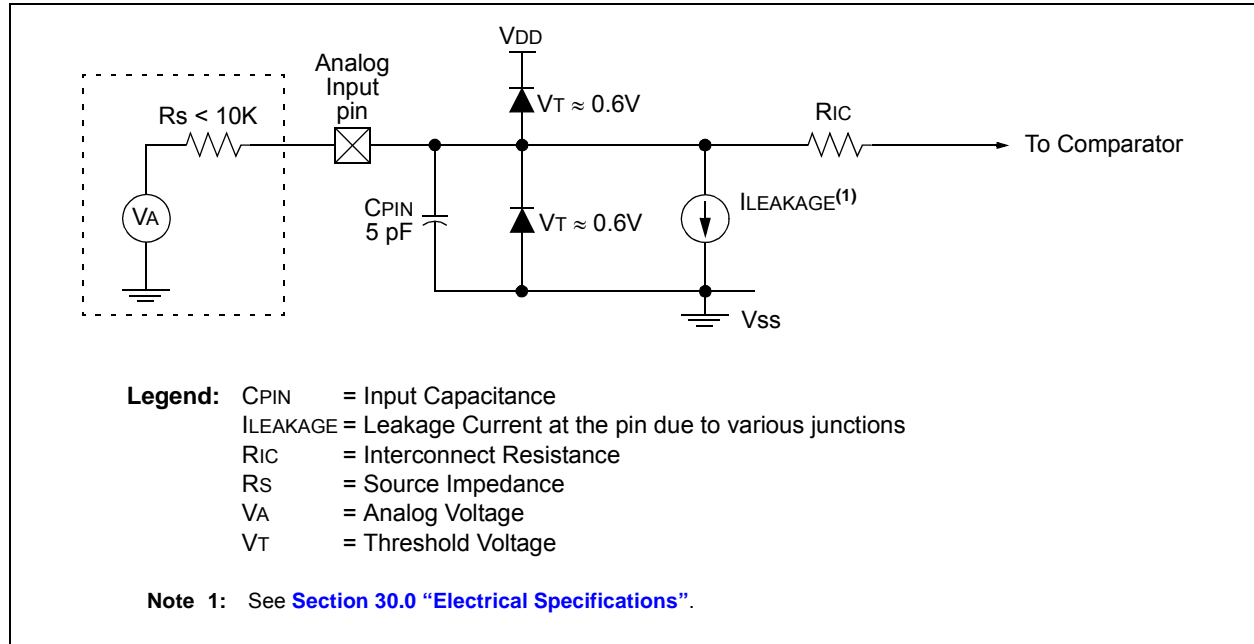 VDD
Analog
Input
pin
Rs < 10K
VT ≈ 0.6V
RIC
To Comparator
VA
CPIN
5 pF
VT ≈ 0.6V
ILEAKAGE(1)
Vss
Legend: CPIN = Input Capacitance
ILEAKAGE = Leakage Current at the pin due to various junctions
RIC = Interconnect Resistance
RS = Source Impedance
VA = Analog Voltage
VT = Threshold Voltage
Note 1: See Section 30.0 “Electrical Specifications”.